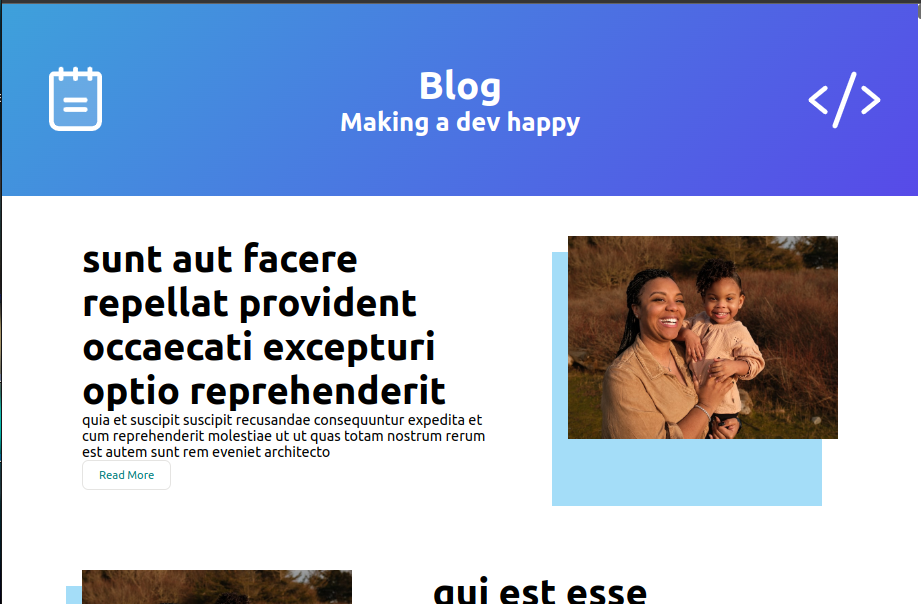 Blog
Making a dev happy
sunt aut facere
repellat provident
occaecati excepturi
optio reprehenderit
quia et suscipit suscipit recusandae consequuntur expedita et
cum reprehenderit molestiae ut ut quas totam nostrum rerum
est autem sunt rem eveniet architecto
Read More
qui est esse